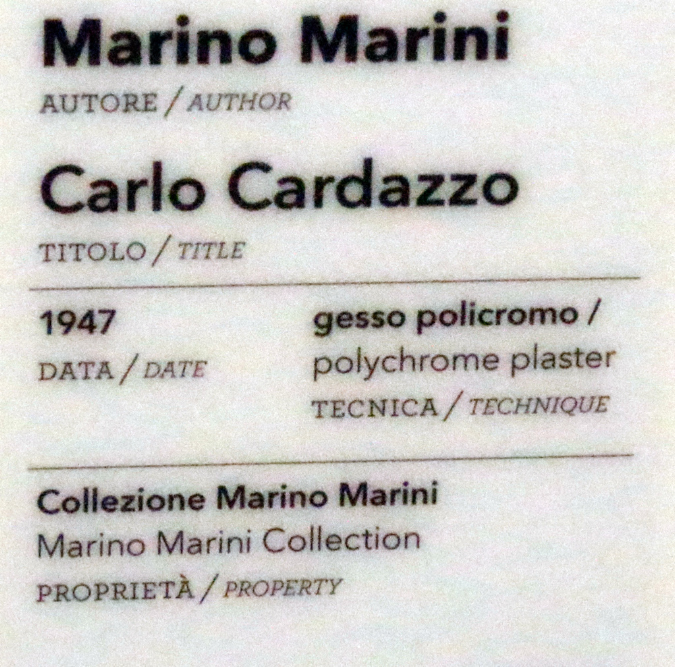 Marino Marini
AUTORE / AUTHOR
Carlo Cardazzo
TITOLO / TITLE
1947
DATA / DATE
gesso policromo /
polychrome plaster
TECNICA / TECHNIQUE
Collezione Marino Marini
Marino Marini Collection
PROPRIETÀ / PROPERTY